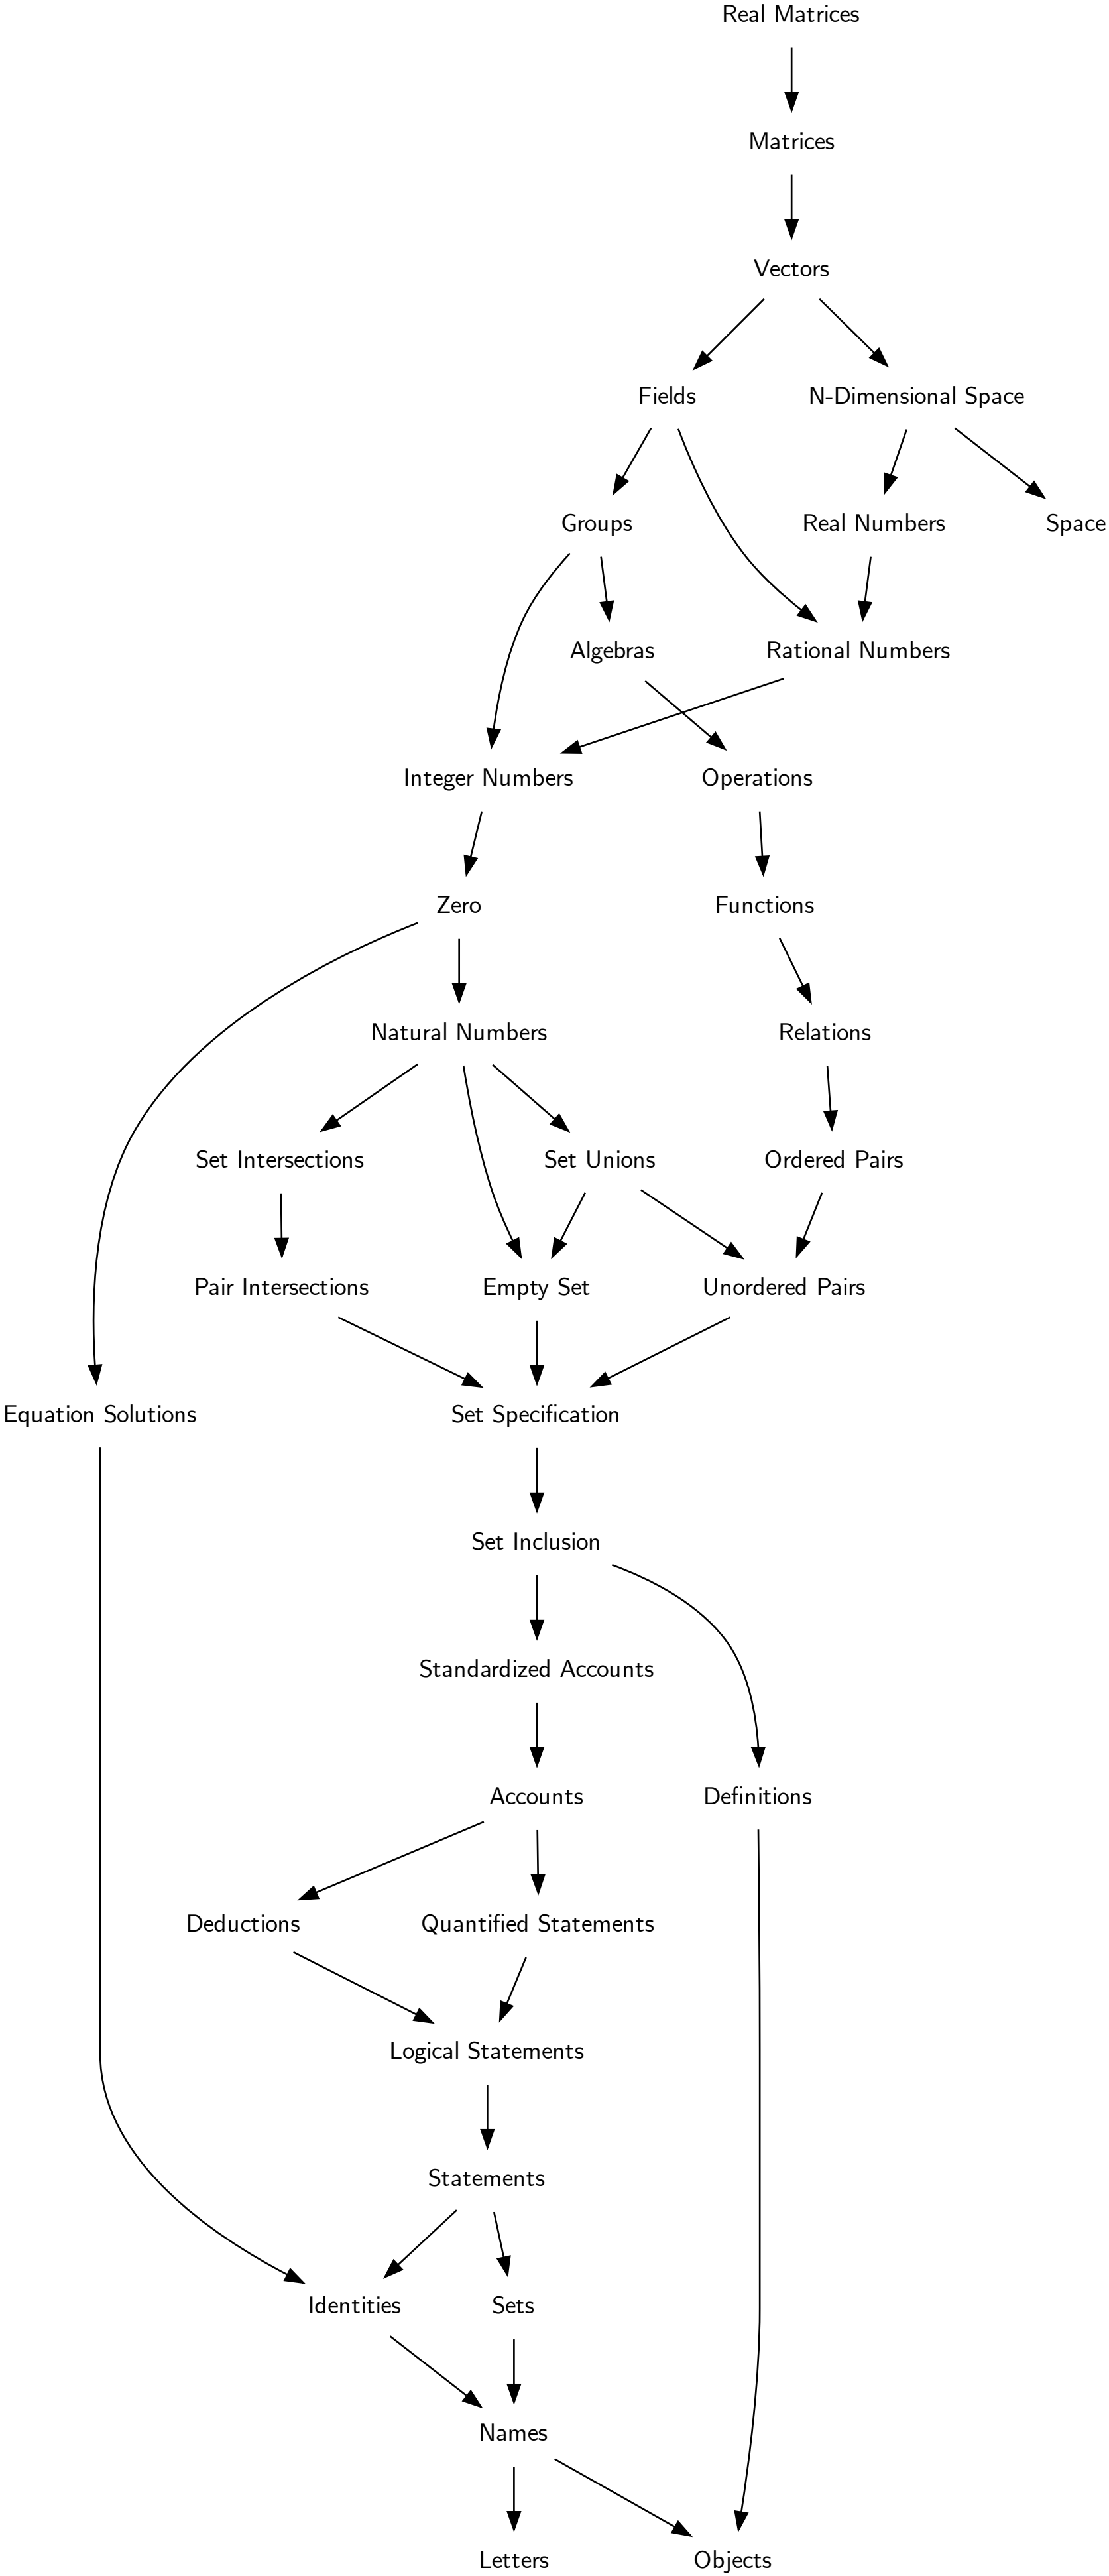 Real Matrices
Matrices
Vectors
Fields
N-Dimensional Space
Groups
Real Numbers
Space
Algebras
Rational Numbers
Integer Numbers
Operations
Zero
Functions
Natural Numbers
Relations
Set Intersections
Set Unions
Ordered Pairs
Pair Intersections
Empty Set
Unordered Pairs
Equation Solutions
Set Specification
Set Inclusion
Standardized Accounts
Accounts
Definitions
Deductions
Quantified Statements
Logical Statements
Statements
Identities
Sets
Names
Letters
Objects